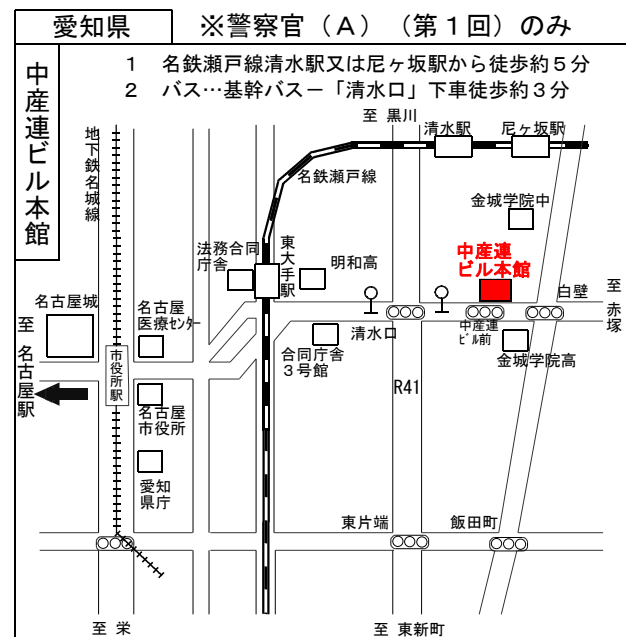 愛知県
※警察官（Ａ）（第１回）のみ
中産連ビル本館
１　名鉄瀬戸線清水駅又は尼ヶ坂駅から徒歩約５分
２　バス…基幹バス－「清水口」下車徒歩約３分
至 黒川
清水駅
尼ヶ坂駅
地下鉄名城線
名鉄瀬戸線
金城学院中
法務合同
庁舎
東大手駅
明和高
中産連
ビル本館
白壁
至 赤塚
名古屋城
名古屋
医療ｾﾝﾀｰ
清水口
中産連
ﾋﾞﾙ前
金城学院高
合同庁舎
３号館
至 名古屋駅
市役所駅
名古屋
市役所
R41
愛知
県庁
東片端
飯田町
至 栄
至 東新町